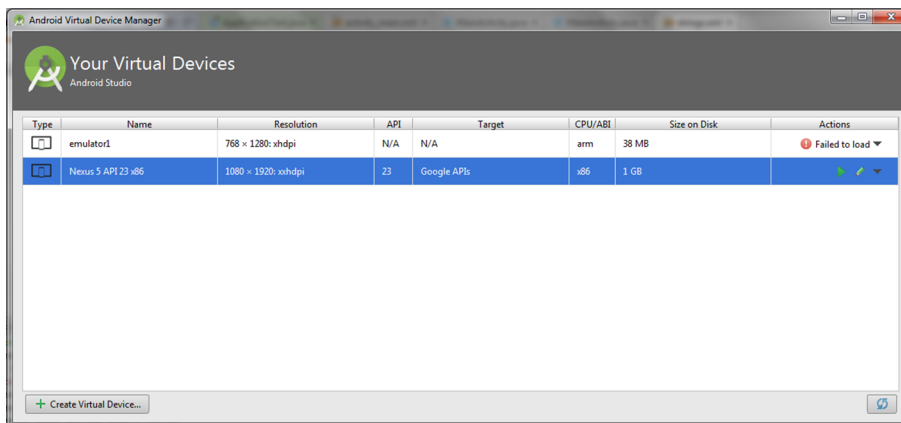 Android Virtual Device Manager
Your Virtual Devices
Android Studio
Type Name Resolution API Target CPU/ABI Size on Disk Actions
emulator1 768 × 1280: xhdpi N/A N/A arm 38 MB Failed to load
Nexus 5 API 23 x86 1080 × 1920: xxhdpi 23 Google APIs x86 1 GB
Create Virtual Device...